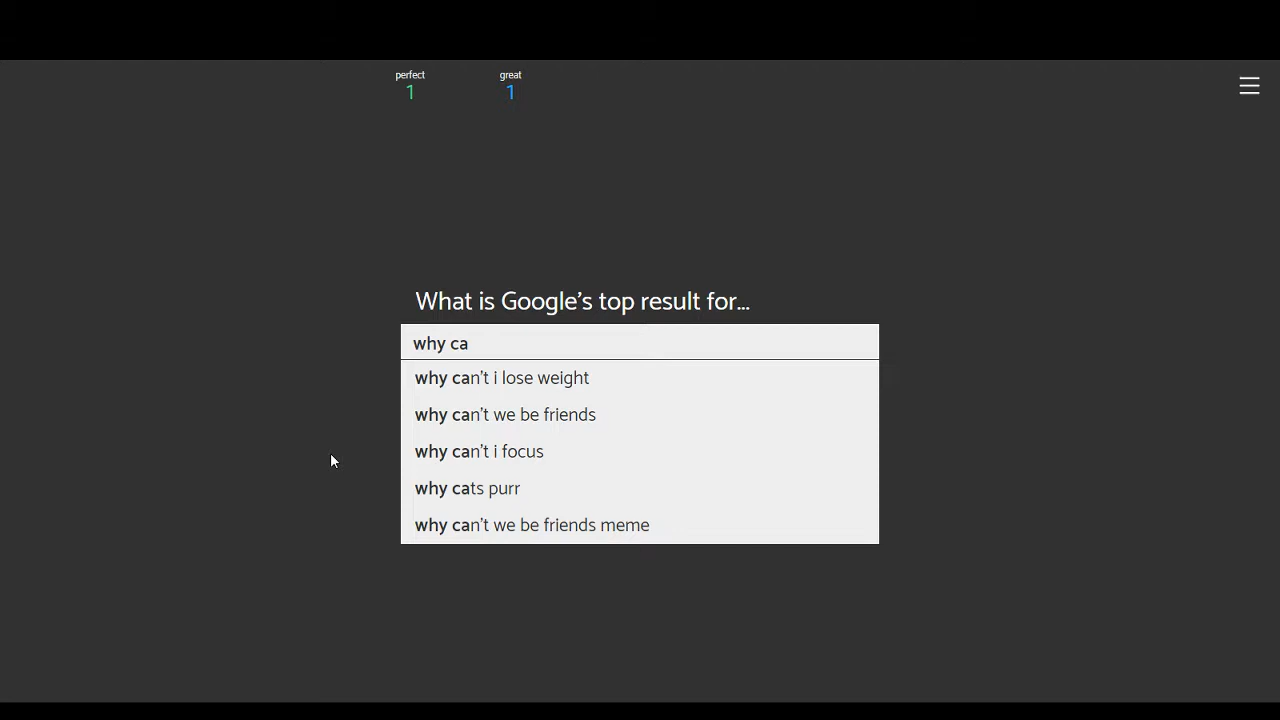 perfect great
1 1
What is Google's top result for...
why ca
why can't i lose weight
why can't we be friends
why can't i focus
why cats purr
why can't we be friends meme